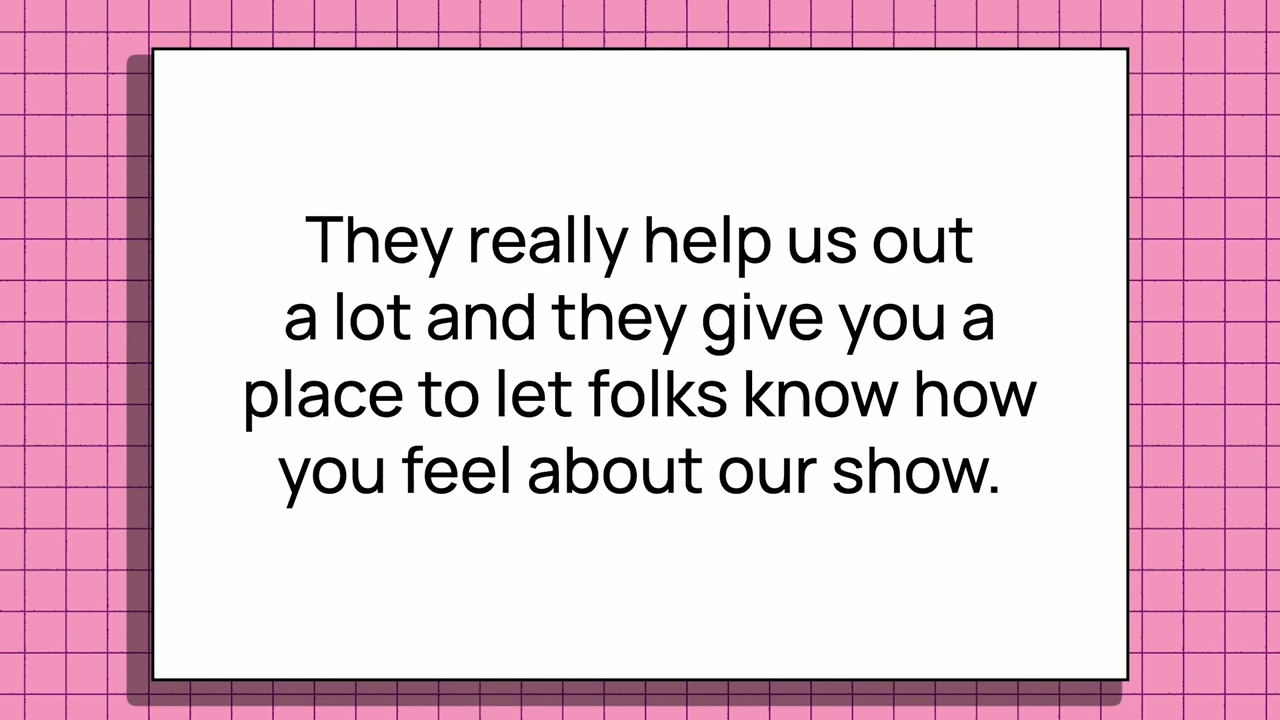 They really help us out
a lot and they give you a
place to let folks know how
you feel about our show.